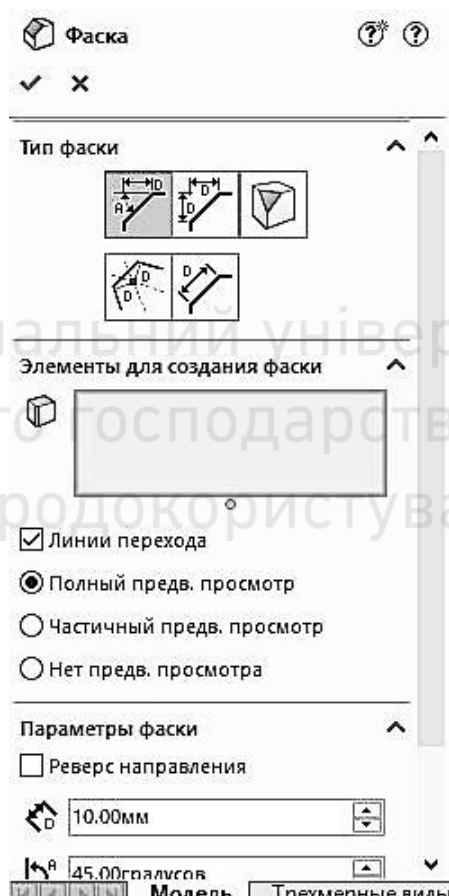 Фаска
Тип фаски
Элементы для создания фаски
Линии перехода
Полный предв. просмотр
Частичный предв. просмотр
Нет предв. просмотра
Параметры фаски
Реверс направления
10.00мм
45.00градусов
Модель Трехмерные виды